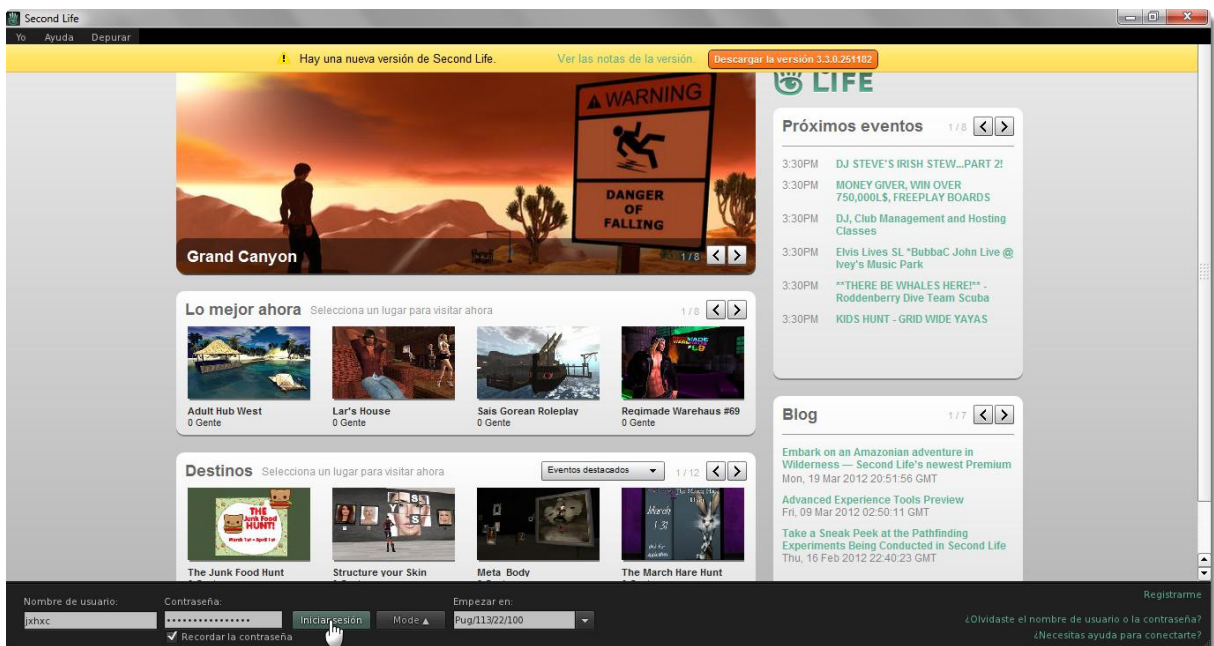 Second Life
Yo Ayuda Depurar
Hay una nueva versión de Second Life. Ver las notas de la versión. Descargar la versión 3.3.0.251182
LIFE
WARNING
DANGER
OF
FALLING
Grand Canyon
1/8
Próximos eventos 1/8
3:30PM DJ STEVE'S IRISH STEW...PART 2!
3:30PM MONEY GIVER, WIN OVER
750,000L$, FREEPLAY BOARDS
3:30PM DJ, Club Management and Hosting
Classes
3:30PM Elvis Lives SL *BubbaC John Live @
Ivey's Music Park
3:30PM **THERE BE WHALES HERE!** -
Roddenberry Dive Team Scuba
3:30PM KIDS HUNT - GRID WIDE YAYAS
Lo mejor ahora Selecciona un lugar para visitar ahora 1/8
Adult Hub West
0 Gente
Lar's House
0 Gente
Sais Gorean Roleplay
0 Gente
Regimade Warehaus #69
0 Gente
Blog 1/7
Embark on an Amazonian adventure in
Wilderness — Second Life's newest Premium
Mon, 19 Mar 2012 20:51:56 GMT
Advanced Experience Tools Preview
Fri, 09 Mar 2012 02:50:11 GMT
Take a Sneak Peek at the Pathfinding
Experiments Being Conducted in Second Life
Thu, 16 Feb 2012 22:40:23 GMT
Destinos Selecciona un lugar para visitar ahora Eventos destacados 1/12
THE
Junk Food
HUNT!
March 1st - April 1st
March
1-31
The Junk Food Hunt
Structure your Skin
Meta_Body
The March Hare Hunt
Nombre de usuario:
jxhxc
Contraseña:
Recordar la contraseña
Iniciar sesión
Mode
Empezar en:
Pug/113/22/100
Registrarme
¿Olvidaste el nombre de usuario o la contraseña?
¿Necesitas ayuda para conectarte?